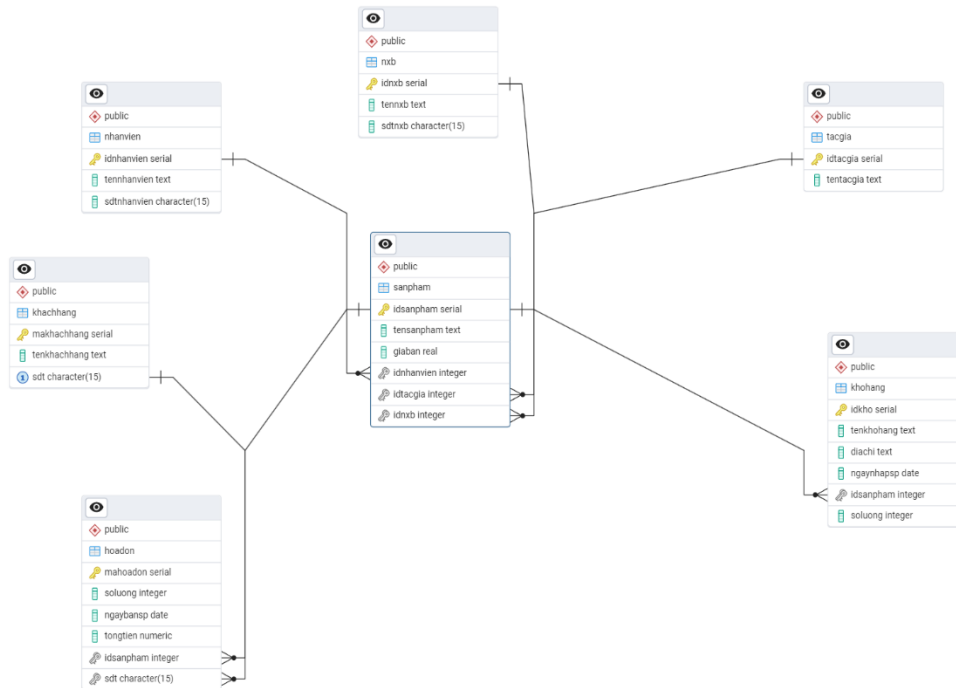 public
nxb
idnxb serial
tennxb text
sdtnxb character(15)
public
nhanvien
idnhanvien serial
tennhanvien text
sdtnhanvien character(15)
public
tacgia
idtacgia serial
tentacgia text
public
sanpham
idsanpham serial
tensanpham text
giaban real
idnhanvien integer
idtacgia integer
idnxb integer
public
khachhang
makhachhang serial
tenkhachhang text
1 sdt character(15)
public
khohang
idkho serial
tenkhohang text
diachi text
ngaynhapsp date
idsanpham integer
soluong integer
public
hoadon
mahoadon serial
soluong integer
ngaybansp date
tongtien numeric
idsanpham integer
sdt character(15)